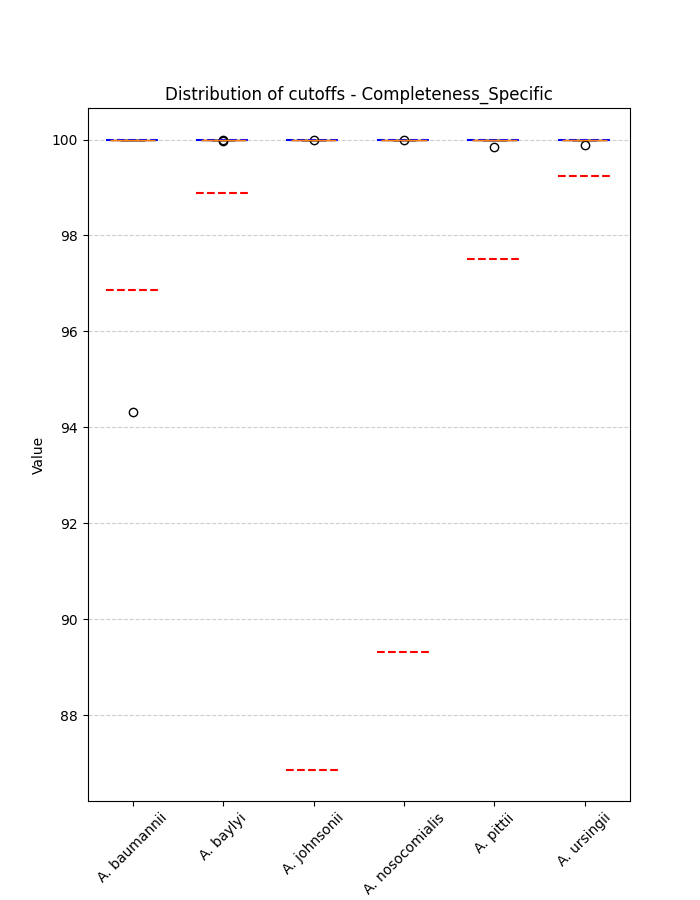 Distribution of cutoffs - Completeness_Specific
Value
100
98
96
94
92
90
88
A. baumannii
A. baylyi
A. johnsonii
A. nosocomialis
A. pittii
A. ursingii